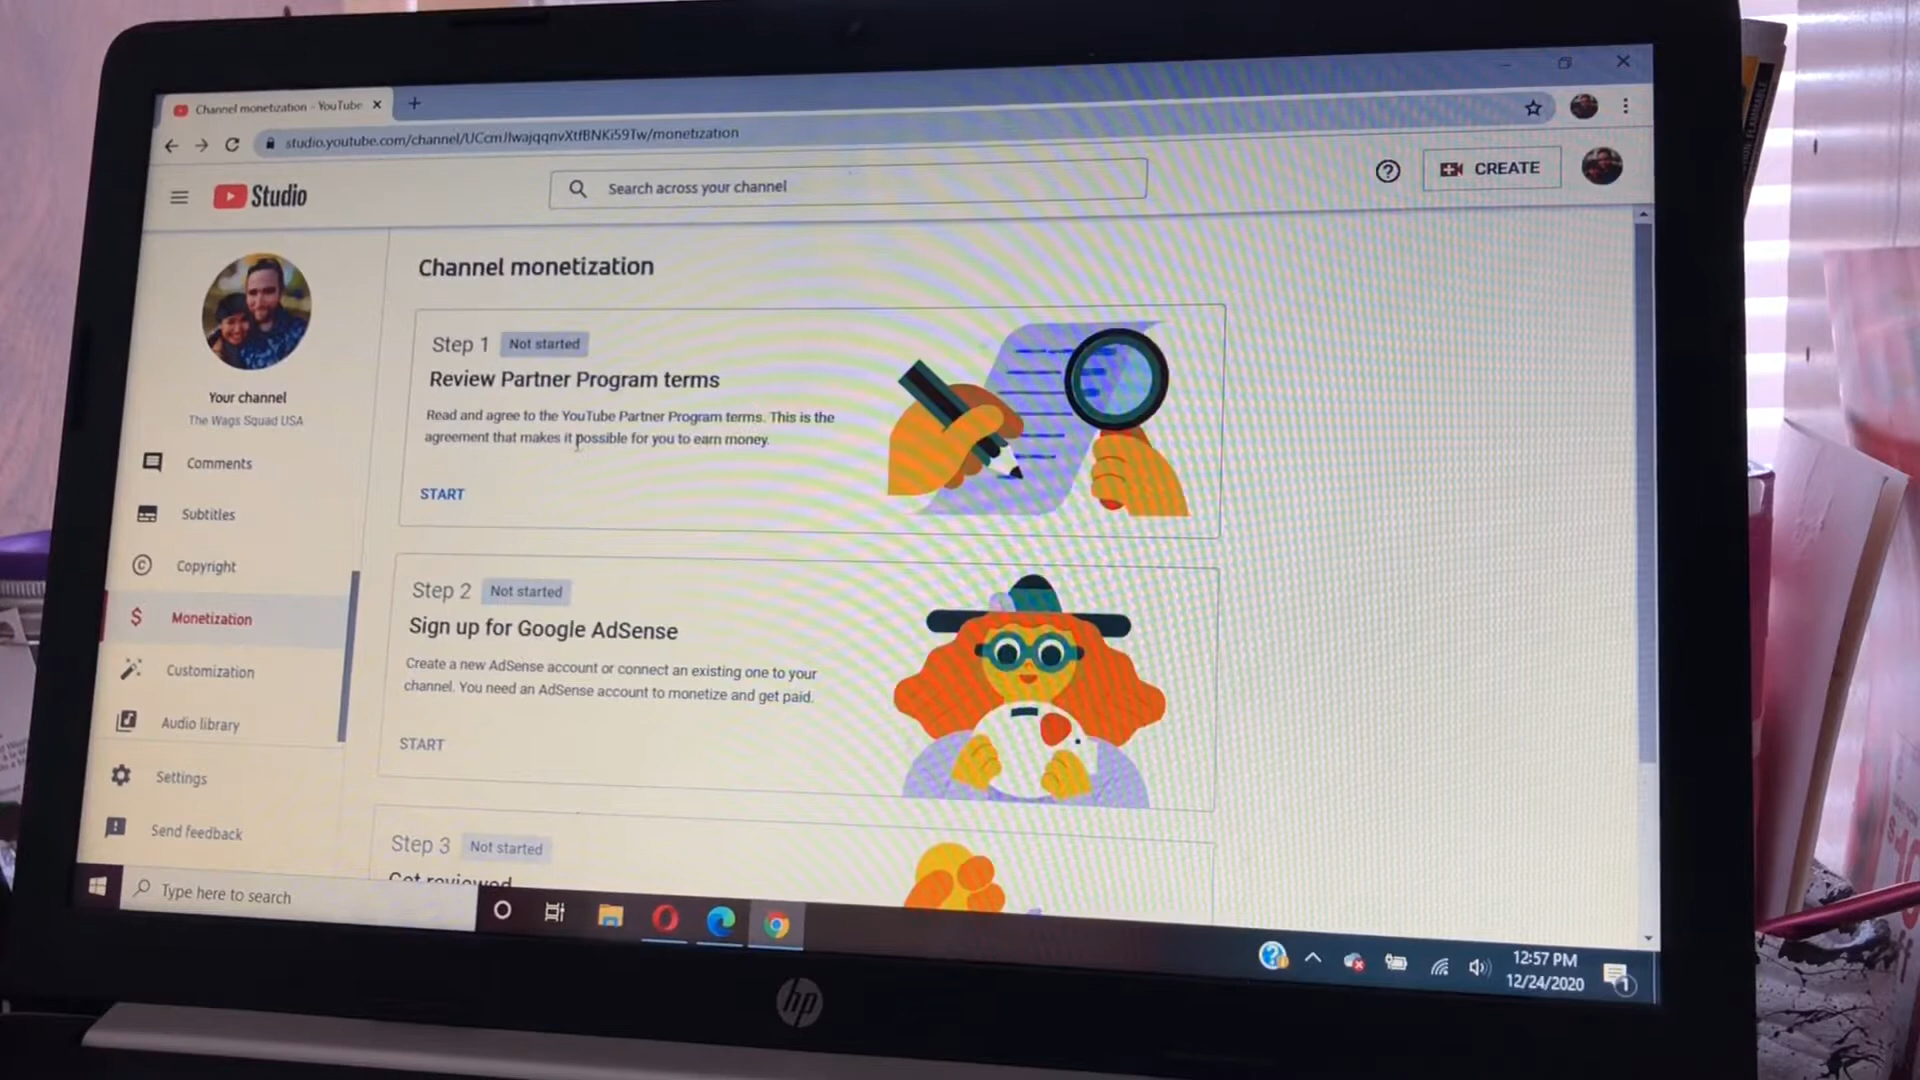 Channel monetization - YouTube
studio.youtube.com/channel/UCcmJlwajqqnvXtfBNKi59Tw/monetization
Studio
Search across your channel
CREATE
Your channel
The Wags Squad USA
Comments
Subtitles
Copyright
Monetization
Customization
Audio library
Settings
Send feedback
Channel monetization
Step 1 Not started
Review Partner Program terms
Read and agree to the YouTube Partner Program terms. This is the
agreement that makes it possible for you to earn money.
START
Step 2 Not started
Sign up for Google AdSense
Create a new AdSense account or connect an existing one to your
channel. You need an AdSense account to monetize and get paid.
START
Step 3 Not started
Get reviewed
Type here to search
12:57 PM
12/24/2020
1
hp
FLAMMABLE